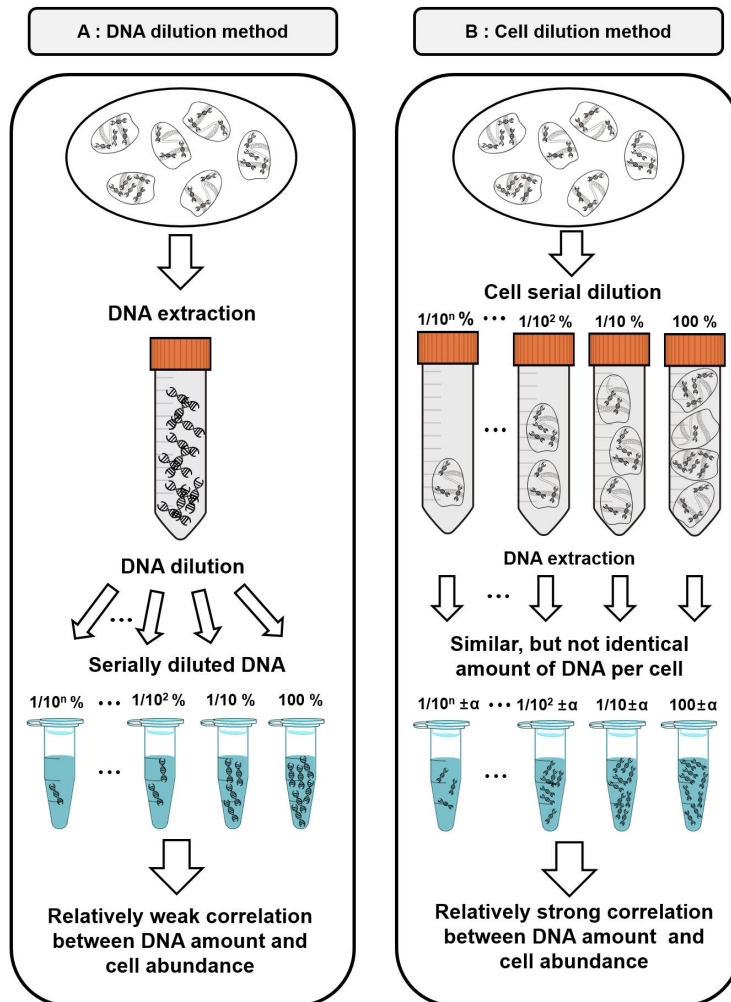 A : DNA dilution method
DNA extraction
DNA dilution
...
Serially diluted DNA
1/10ⁿ % ... 1/10² % 1/10 % 100 %
...
Relatively weak correlation
between DNA amount and
cell abundance
B : Cell dilution method
Cell serial dilution
1/10ⁿ % ... 1/10² % 1/10 % 100 %
...
DNA extraction
...
Similar, but not identical
amount of DNA per cell
1/10ⁿ ±α ... 1/10² ±α 1/10±α 100±α
...
Relatively strong correlation
between DNA amount and
cell abundance